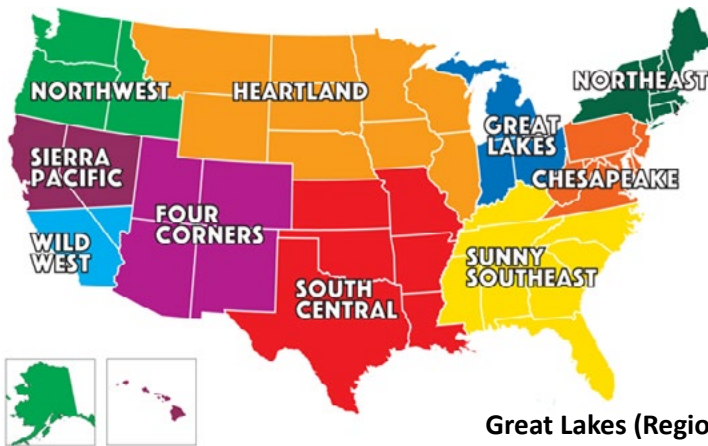 NORTHWEST
HEARTLAND
NORTHEAST
GREAT
LAKES
SIERRA
PACIFIC
CHESAPEAKE
FOUR
CORNERS
WILD
WEST
SUNNY
SOUTHEAST
SOUTH
CENTRAL
Great Lakes (Regio